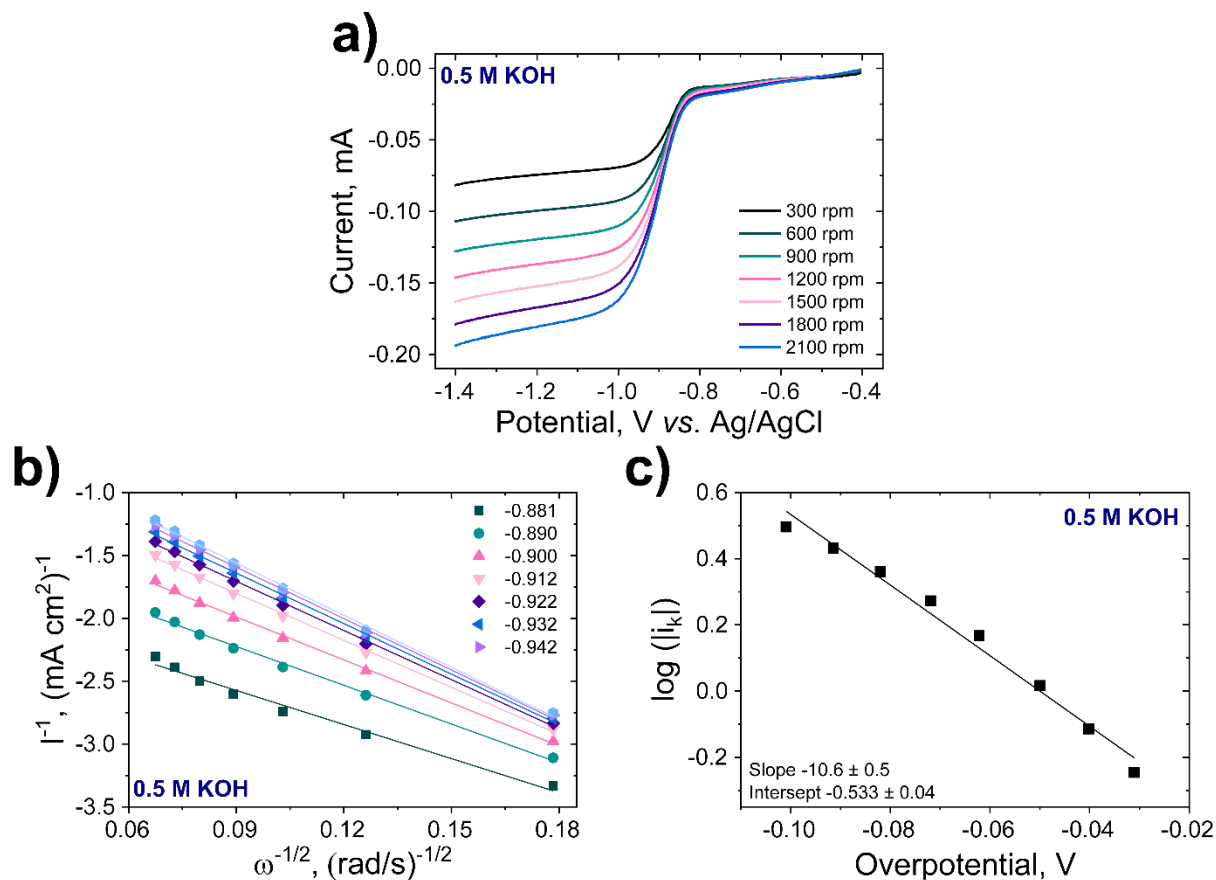 a)
0.5 M KOH
0.00
-0.05
-0.10
-0.15
-0.20
Current, mA
300 rpm
600 rpm
900 rpm
1200 rpm
1500 rpm
1800 rpm
2100 rpm
-1.4 -1.2 -1.0 -0.8 -0.6 -0.4
Potential, V vs. Ag/AgCl
b)
-1.0
-1.5
-2.0
-2.5
-3.0
-3.5
I⁻¹, (mA cm²)⁻¹
-0.881
-0.890
-0.900
-0.912
-0.922
-0.932
-0.942
0.5 M KOH
0.06 0.09 0.12 0.15 0.18
ω⁻¹/², (rad/s)⁻¹/²
c)
0.6
0.4
0.2
0.0
-0.2
log (|iₖ|)
0.5 M KOH
Slope -10.6 ± 0.5
Intersept -0.533 ± 0.04
-0.10 -0.08 -0.06 -0.04 -0.02
Overpotential, V